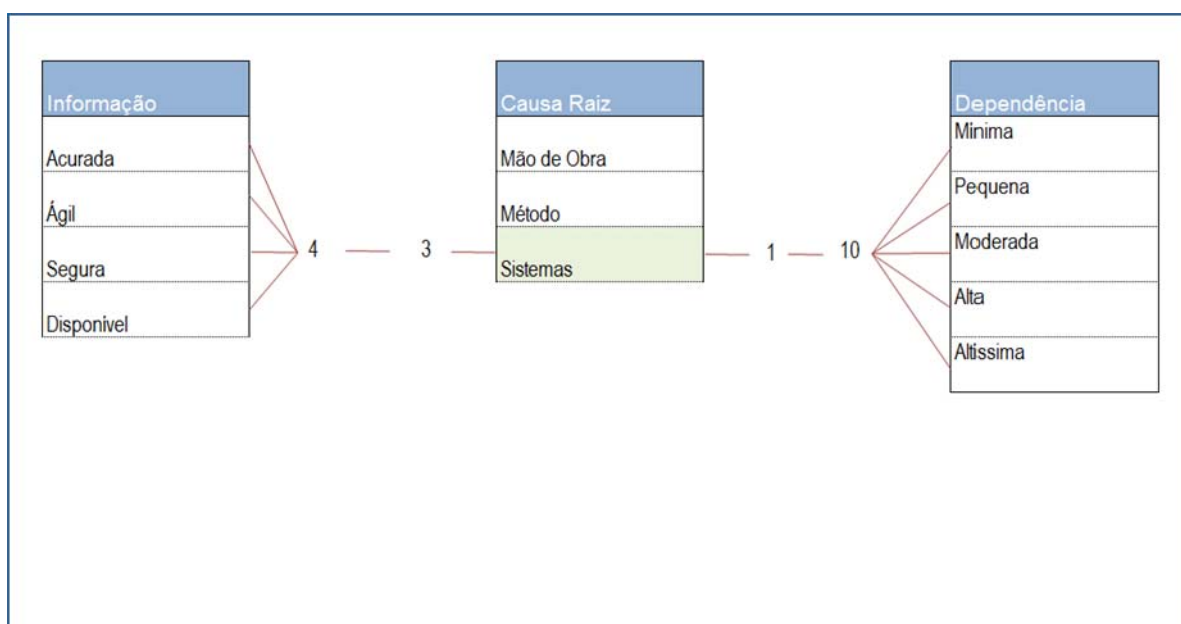 Informação
Acurada
Ágil
Segura
Disponível
4
3
Causa Raiz
Mão de Obra
Método
Sistemas
1
10
Dependência
Mínima
Pequena
Moderada
Alta
Altissima